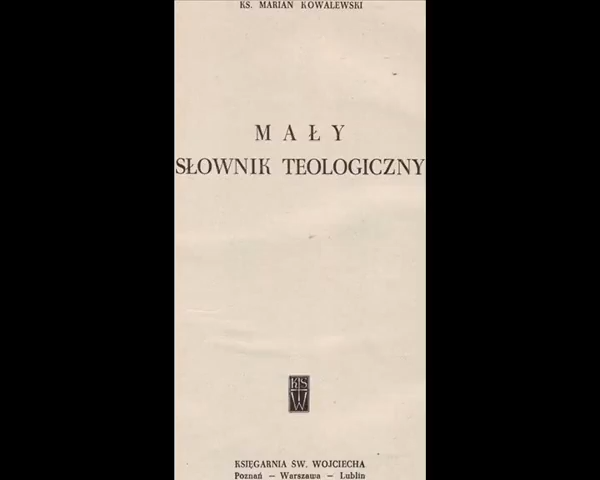 KS. MARIAN KOWALEWSKI
MAŁY
SŁOWNIK TEOLOGICZNY
KSW
KSIĘGARNIA ŚW. WOJCIECHA
Poznań — Warszawa — Lublin